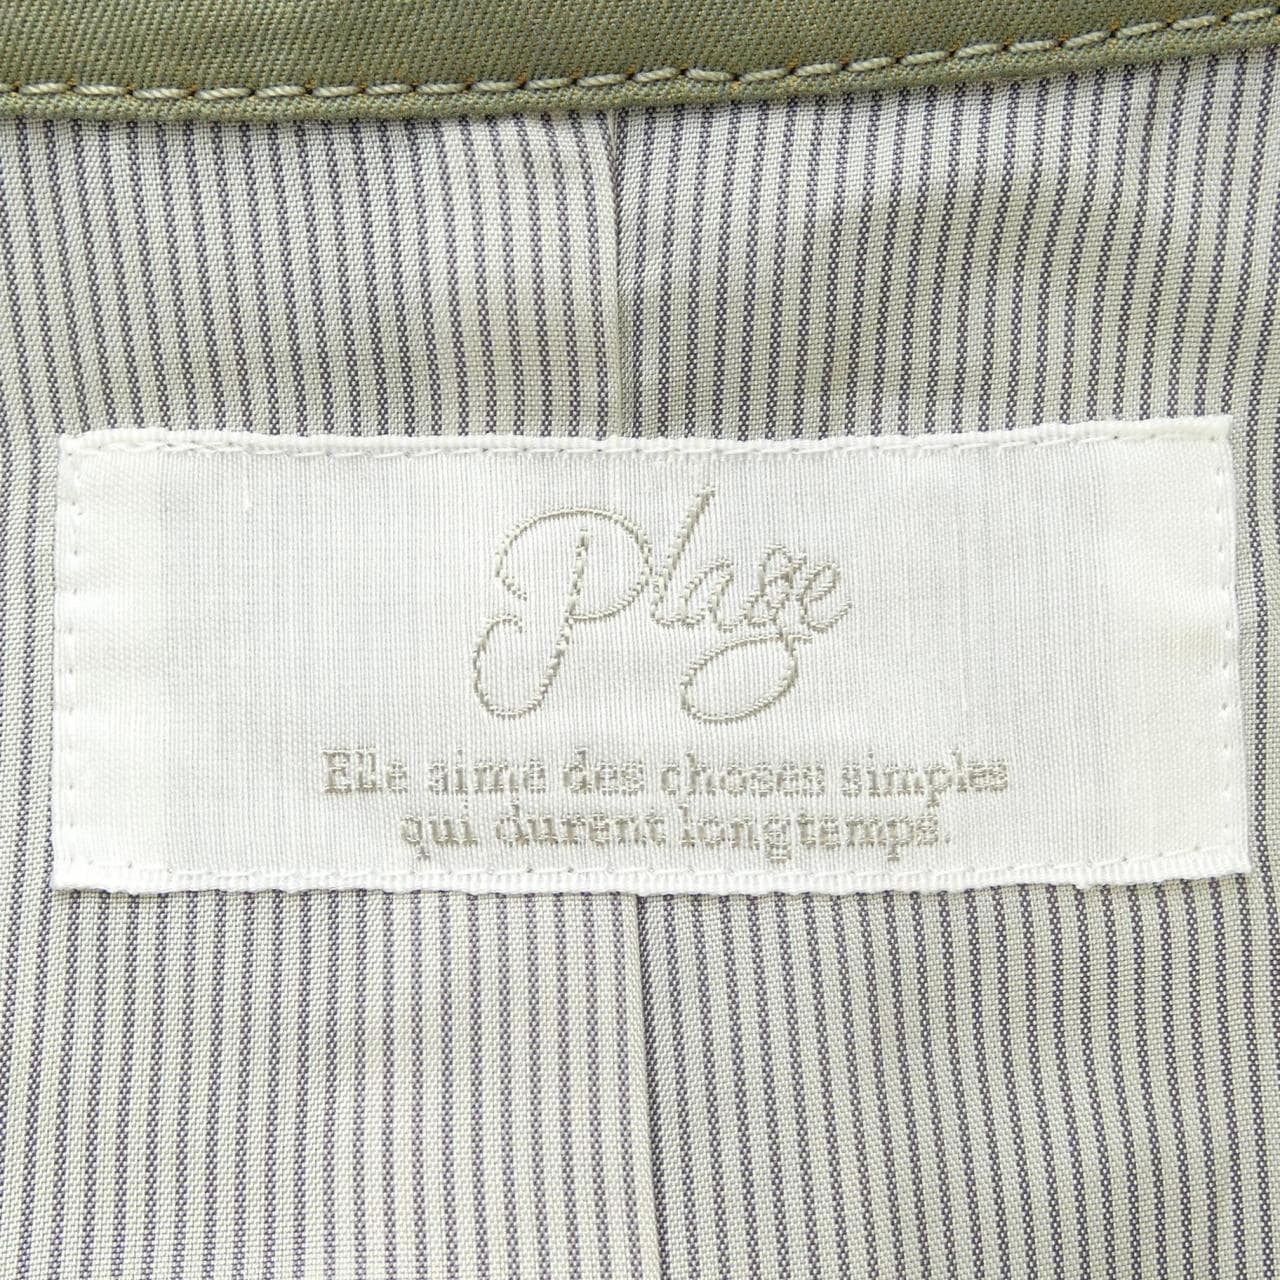 Plage
Elle aime des choses simples
qui durent longtemps.